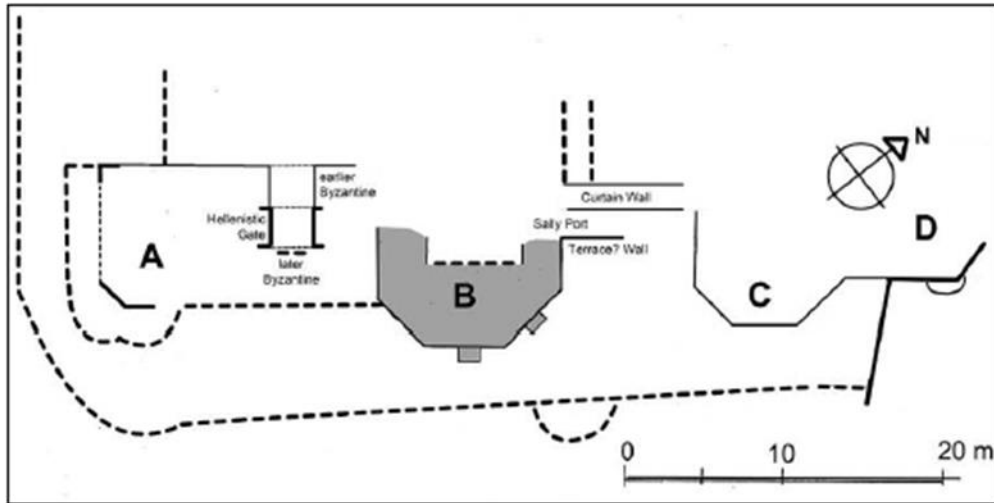 N
D
earlier
Byzantine
Curtain Wall
Hellenistic
Gate
Sally Port
Terrace? Wall
A
later
Byzantine
B
C
0
10
20 m